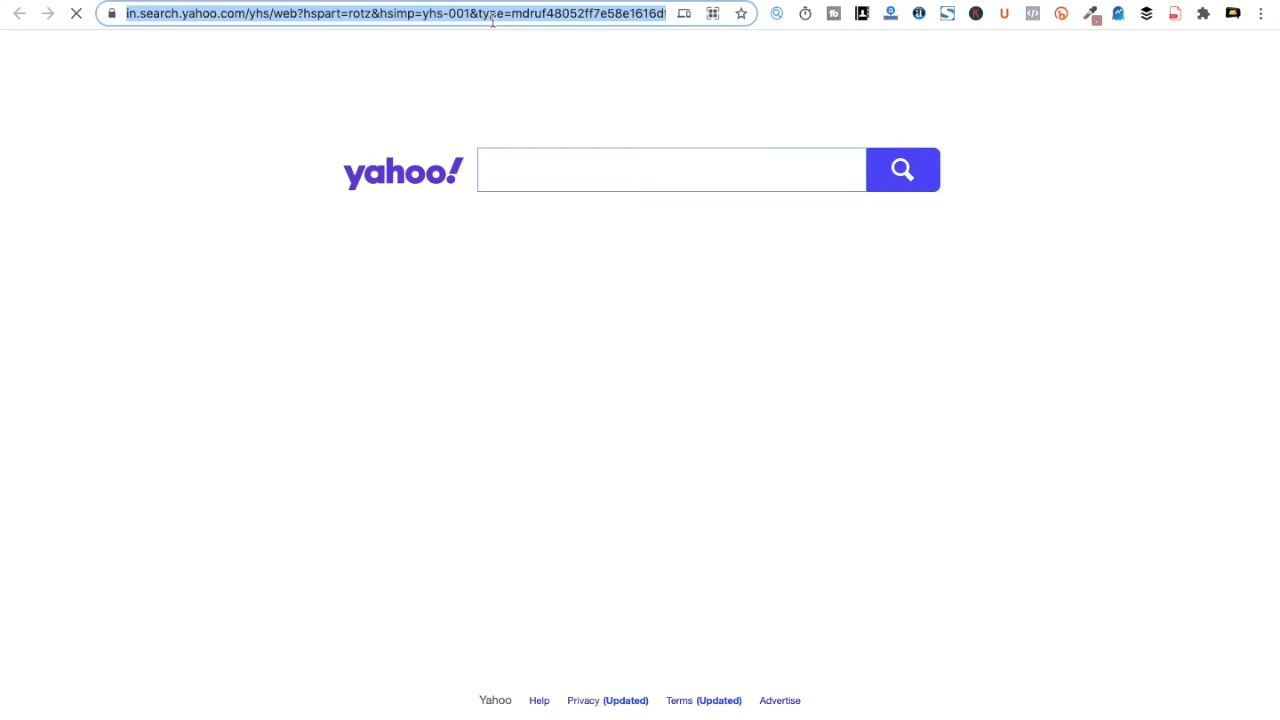 in.search.yahoo.com/yhs/web?hspart=rotz&hsimp=yhs-001&type=mdruf48052ff7e58e1616d
yahoo!
Yahoo Help Privacy (Updated) Terms (Updated) Advertise